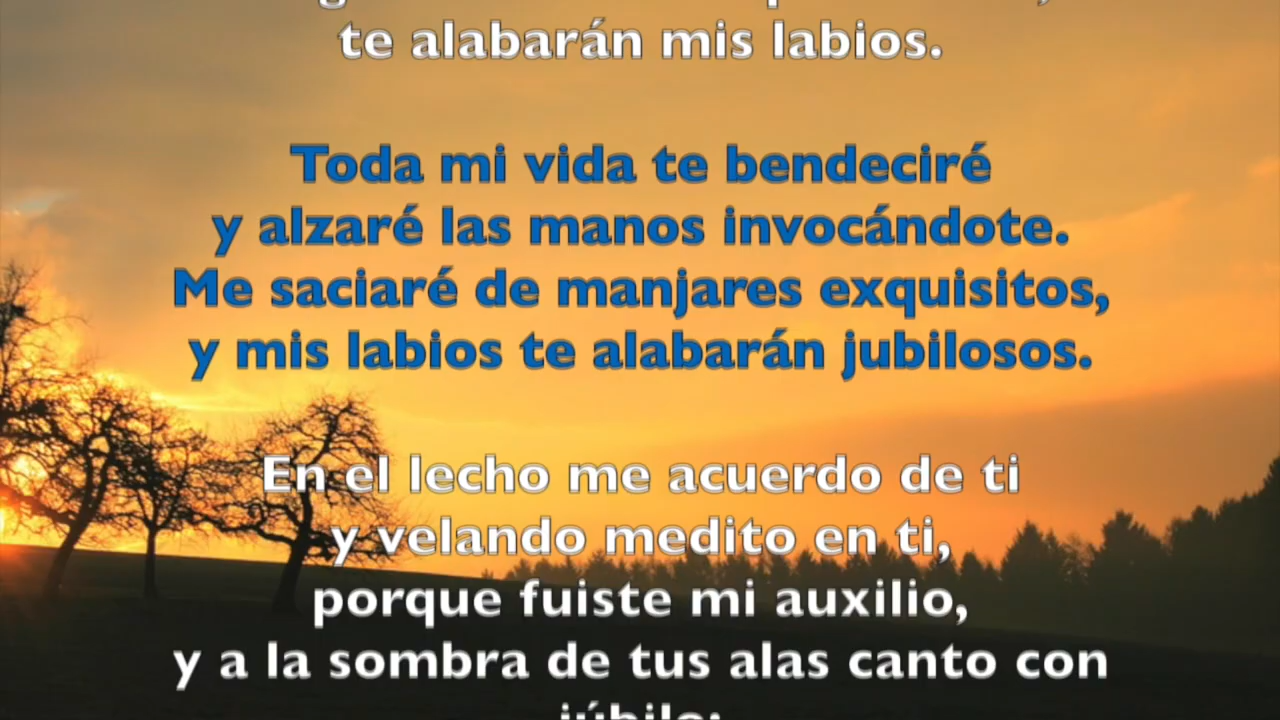 te alabarán mis labios.
Toda mi vida te bendeciré
y alzaré las manos invocándote.
Me saciaré de manjares exquisitos,
y mis labios te alabarán jubilosos.
En el lecho me acuerdo de ti
y velando medito en ti,
porque fuiste mi auxilio,
y a la sombra de tus alas canto con
júbilo;